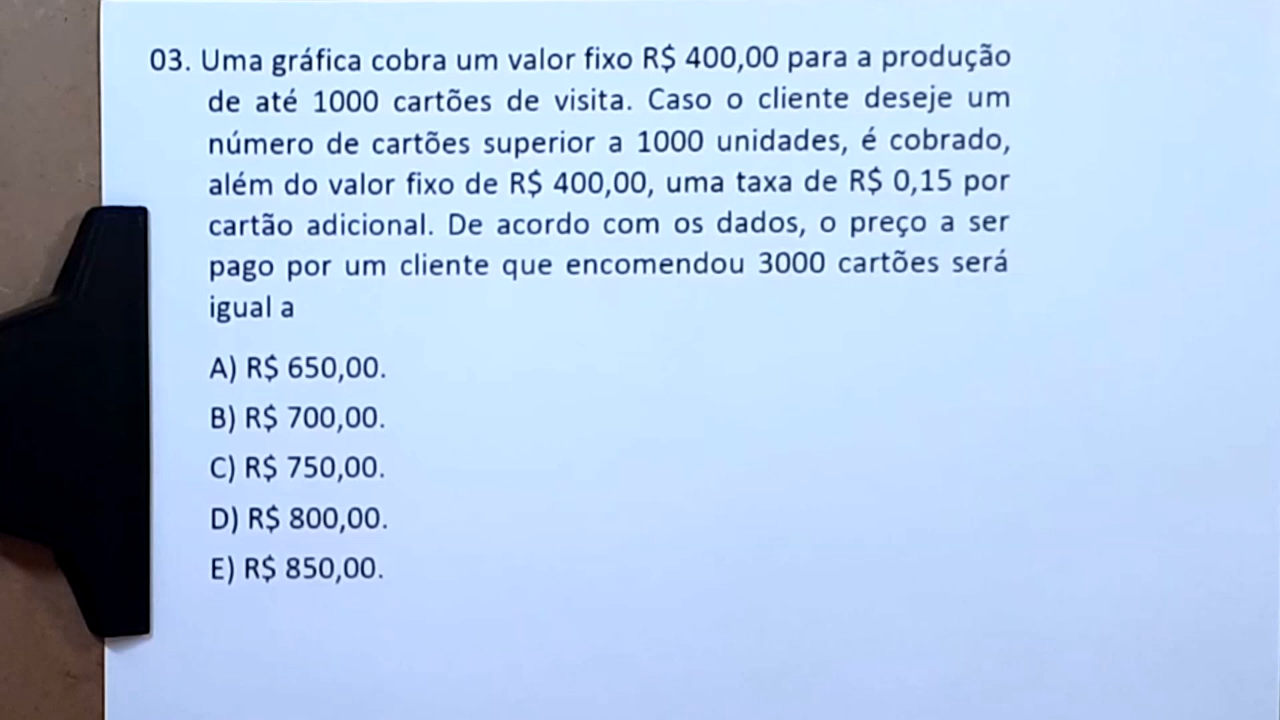 03. Uma gráfica cobra um valor fixo R$ 400,00 para a produção
de até 1000 cartões de visita. Caso o cliente deseje um
número de cartões superior a 1000 unidades, é cobrado,
além do valor fixo de R$ 400,00, uma taxa de R$ 0,15 por
cartão adicional. De acordo com os dados, o preço a ser
pago por um cliente que encomendou 3000 cartões será
igual a
A) R$ 650,00.
B) R$ 700,00.
C) R$ 750,00.
D) R$ 800,00.
E) R$ 850,00.